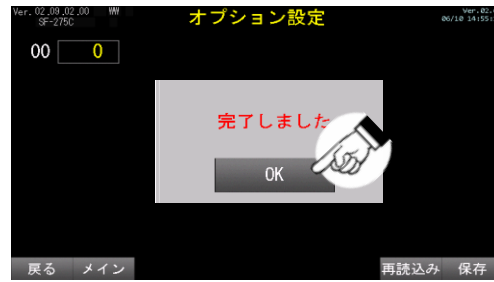 Ver. 02.09.02.00 WW
SF-275C
オプション設定
Ver.02.
06/10 14:55:
00 0
完了しました
OK
戻る メイン 再読込み 保存